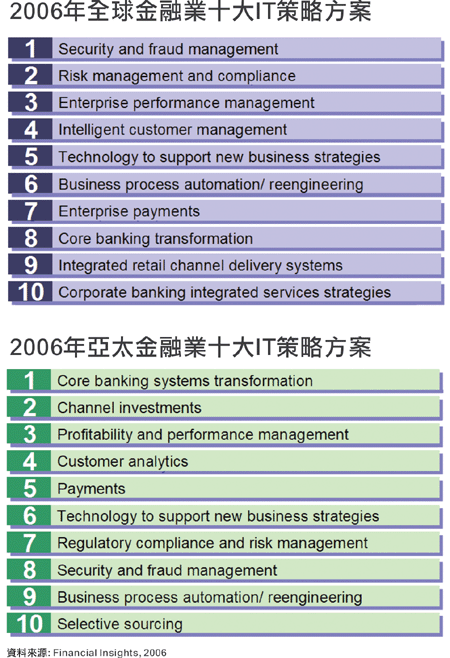 2006年全球金融業十大IT策略方案
1 Security and fraud management
2 Risk management and compliance
3 Enterprise performance management
4 Intelligent customer management
5 Technology to support new business strategies
6 Business process automation/ reengineering
7 Enterprise payments
8 Core banking transformation
9 Integrated retail channel delivery systems
10 Corporate banking integrated services strategies
2006年亞太金融業十大IT策略方案
1 Core banking systems transformation
2 Channel investments
3 Profitability and performance management
4 Customer analytics
5 Payments
6 Technology to support new business strategies
7 Regulatory compliance and risk management
8 Security and fraud management
9 Business process automation/ reengineering
10 Selective sourcing
資料來源: Financial Insights, 2006